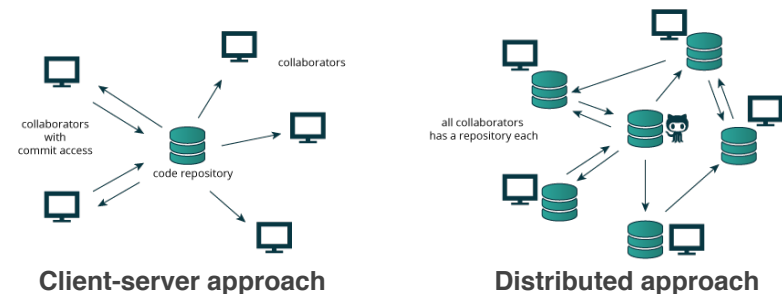 collaborators
collaborators
with
commit access
code repository
Client-server approach
all collaborators
has a repository each
Distributed approach